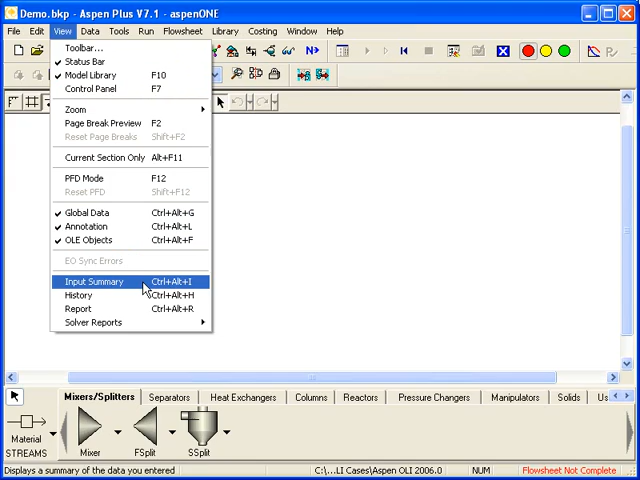 Demo.bkp - Aspen Plus V7.1 - aspenONE
File Edit View Data Tools Run Flowsheet Library Costing Window Help
Toolbar...
Status Bar
Model Library F10
Control Panel F7
Zoom
Page Break Preview F2
Reset Page Breaks Shift+F2
Current Section Only Alt+F11
PFD Mode F12
Reset PFD Shift+F12
Global Data Ctrl+Alt+G
Annotation Ctrl+Alt+L
OLE Objects Ctrl+Alt+F
EO Sync Errors
Input Summary Ctrl+Alt+I
History Ctrl+Alt+H
Report Ctrl+Alt+R
Solver Reports
N
Mixers/Splitters Separators Heat Exchangers Columns Reactors Pressure Changers Manipulators Solids Us
Material
STREAMS
Mixer FSplit SSplit
Displays a summary of the data you entered C:\...LI Cases\Aspen OLI 2006.0 NUM Flowsheet Not Complete